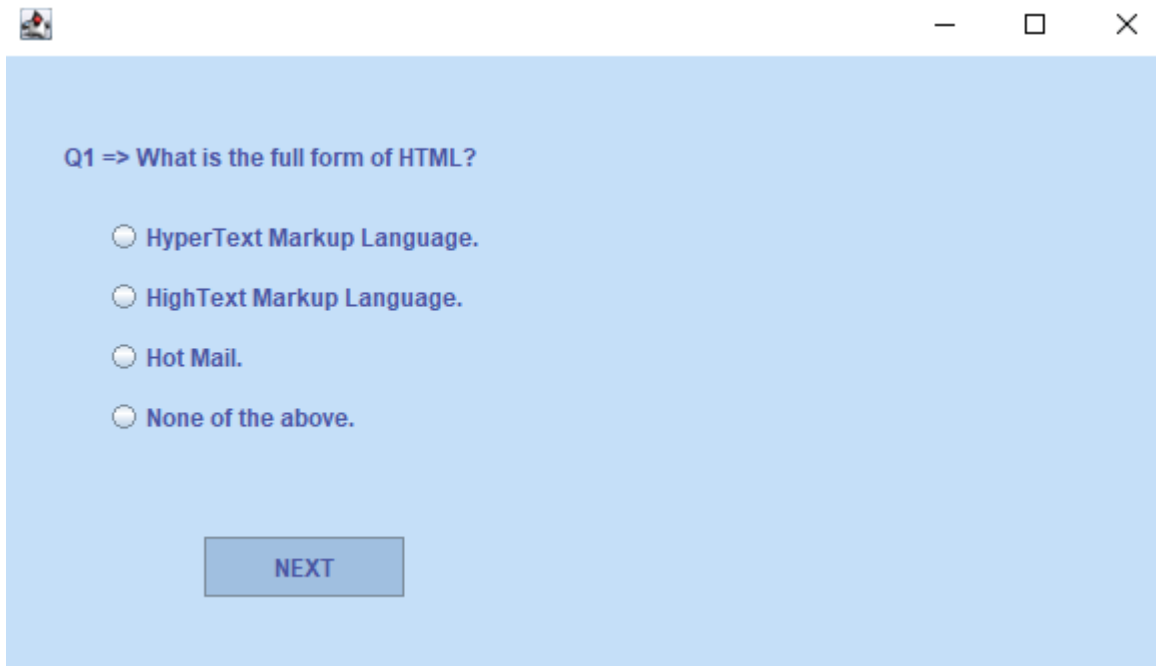 Q1 => What is the full form of HTML?
HyperText Markup Language.
HighText Markup Language.
Hot Mail.
None of the above.
NEXT